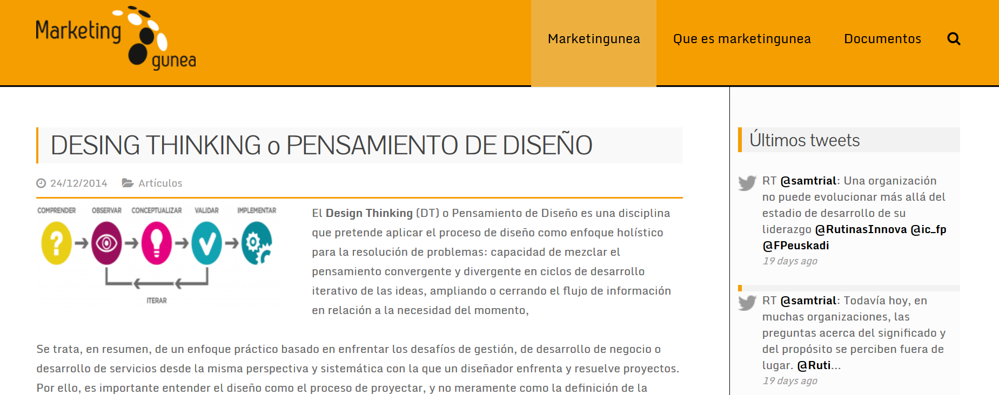 Marketing
gunea
Marketingunea
Que es marketingunea
Documentos
DESING THINKING o PENSAMIENTO DE DISEÑO
24/12/2014 Artículos
COMPRENDER OBSERVAR CONCEPTUALIZAR VALIDAR IMPLEMENTAR
ITERAR
El Design Thinking (DT) o Pensamiento de Diseño es una disciplina
que pretende aplicar el proceso de diseño como enfoque holístico
para la resolución de problemas: capacidad de mezclar el
pensamiento convergente y divergente en ciclos de desarrollo
iterativo de las ideas, ampliando o cerrando el flujo de información
en relación a la necesidad del momento,
Se trata, en resumen, de un enfoque práctico basado en enfrentar los desafíos de gestión, de desarrollo de negocio o
desarrollo de servicios desde la misma perspectiva y sistemática con la que un diseñador enfrenta y resuelve proyectos.
Por ello, es importante entender el diseño como el proceso de proyectar, y no meramente como la definición de la
Últimos tweets
RT @samtrial: Una organización
no puede evolucionar más allá del
estadio de desarrollo de su
liderazgo @RutinasInnova @ic_fp
@FPeuskadi
19 days ago
RT @samtrial: Todavía hoy, en
muchas organizaciones, las
preguntas acerca del significado y
del propósito se perciben fuera de
lugar. @Ruti...
19 days ago